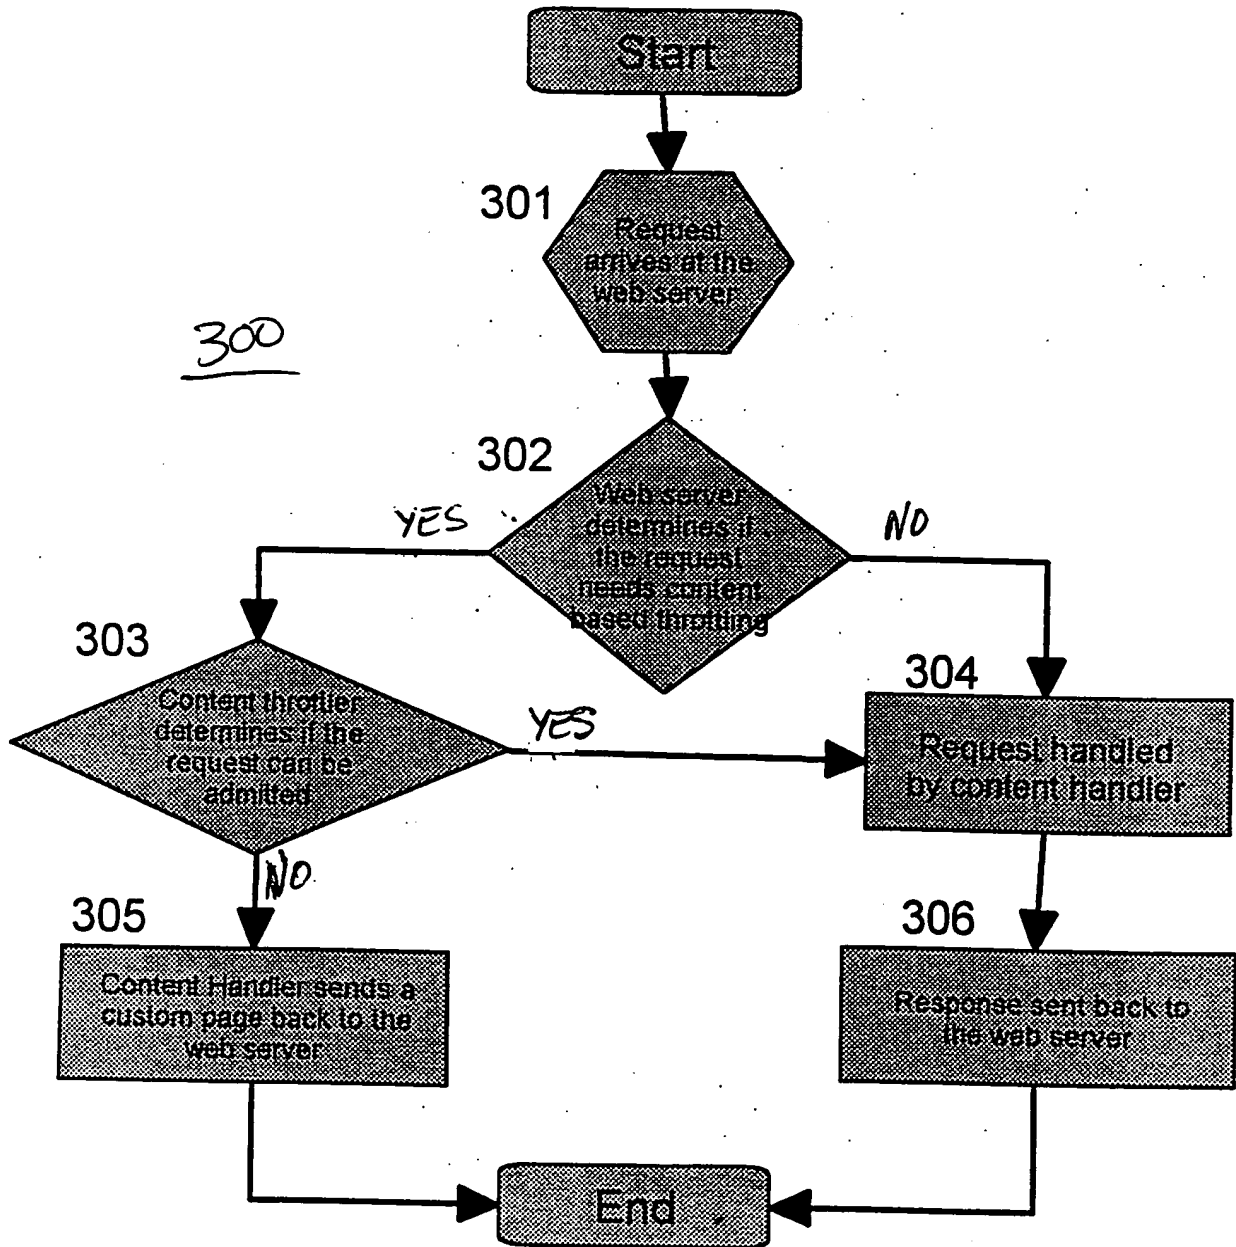 Start
301
Request
arrives at the
web server
300
302
Web server
determines if
the request
needs content
based throttling
YES
NO
303
Content throttler
determines if the
request can be
admitted
YES
304
Request handled
by content handler
NO
305
Content Handler sends a
custom page back to the
web server
306
Response sent back to
the web server
End